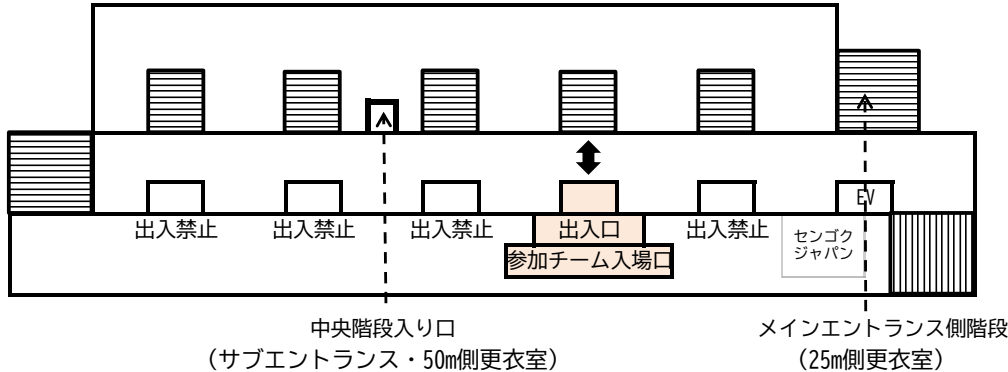 EV
出入禁止
出入禁止
出入禁止
出入口
出入禁止
センゴク
ジャパン
参加チーム入場口
中央階段入り口
(サブエントランス・50m側更衣室)
メインエントランス側階段
(25m側更衣室)